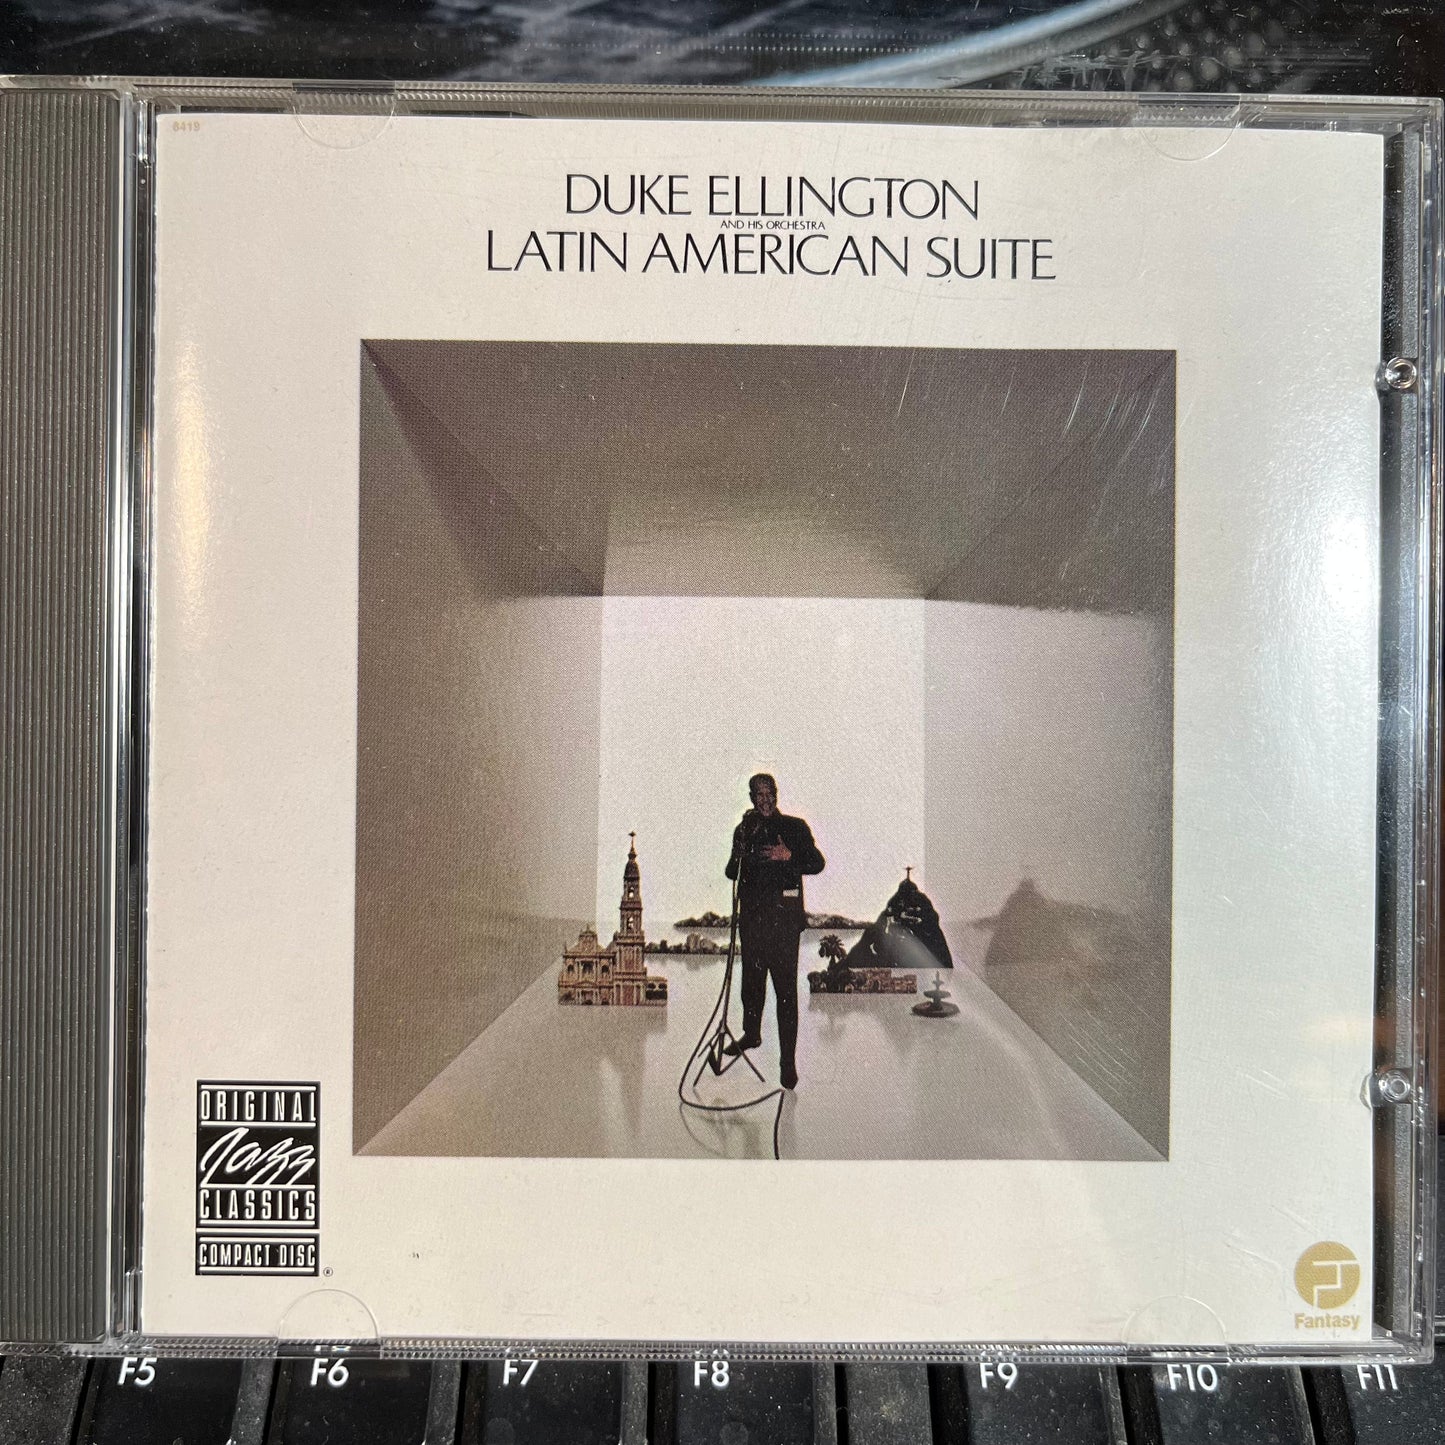 8419
DUKE ELLINGTON
AND HIS ORCHESTRA
LATIN AMERICAN SUITE
ORIGINAL
Jazz
CLASSICS
COMPACT DISC
®
Fantasy
F5 F6 F7 F8 F9 F10 F11